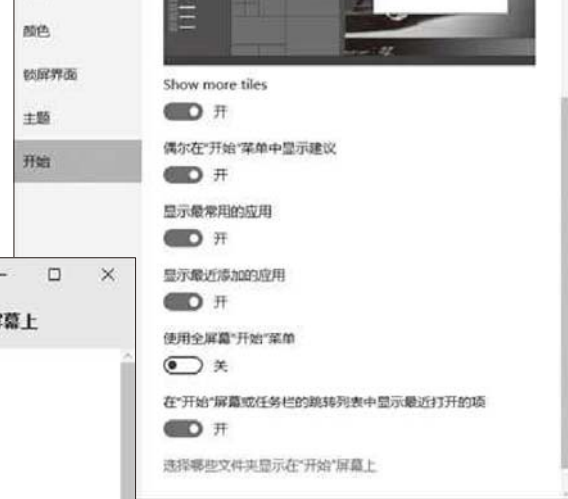 颜色
锁屏界面
主题
开始
Show more tiles
开
偶尔在"开始"菜单中显示建议
开
显示最常用的应用
开
显示最近添加的应用
开
使用全屏幕"开始"菜单
关
在"开始"屏幕或任务栏的跳转列表中显示最近打开的项
开
选择哪些文件夹显示在"开始"屏幕上
幕上